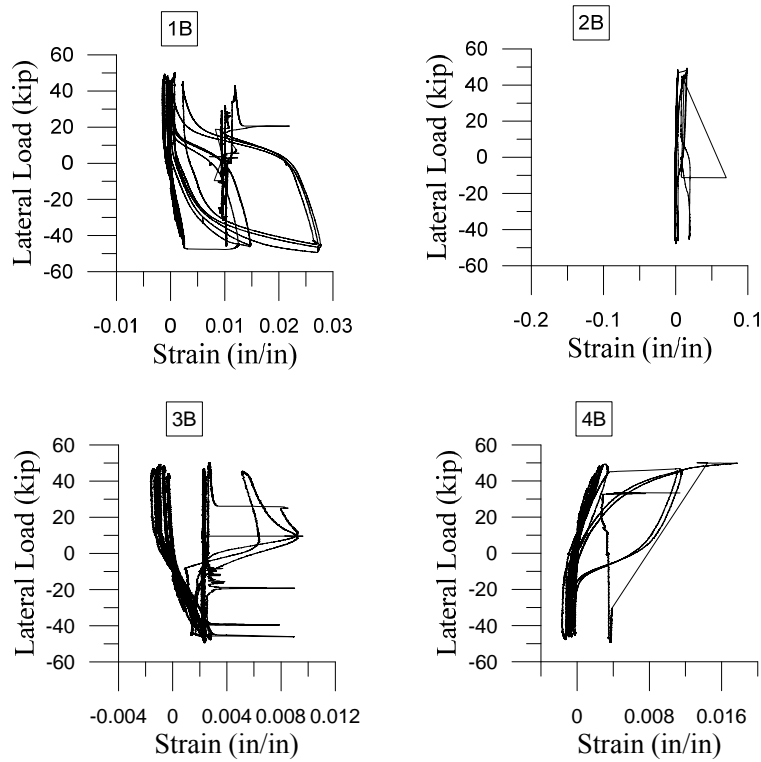 1B
60
40
20
0
-20
-40
-60
Lateral Load (kip)
-0.01 0 0.01 0.02 0.03
Strain (in/in)
2B
60
40
20
0
-20
-40
-60
Lateral Load (kip)
-0.2 -0.1 0 0.1
Strain (in/in)
3B
60
40
20
0
-20
-40
-60
Lateral Load (kip)
-0.004 0 0.004 0.008 0.012
Strain (in/in)
4B
60
40
20
0
-20
-40
-60
Lateral Load (kip)
0 0.008 0.016
Strain (in/in)